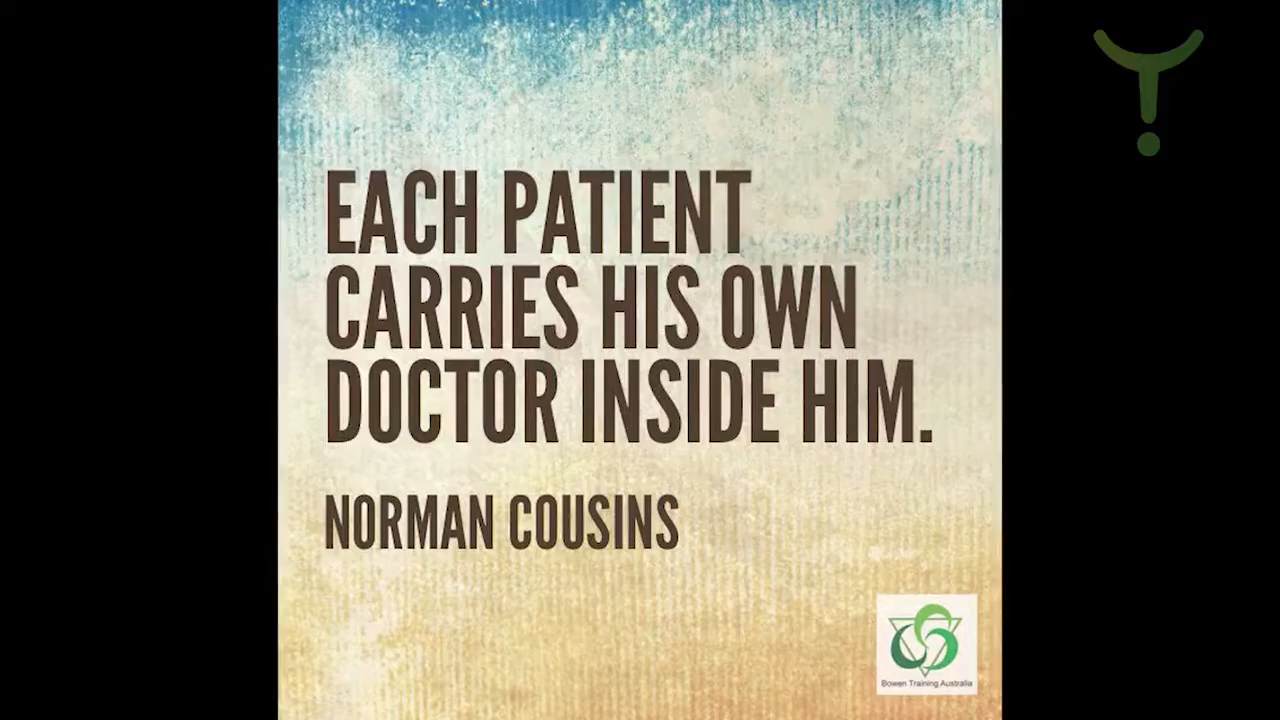 EACH PATIENT
CARRIES HIS OWN
DOCTOR INSIDE HIM.
NORMAN COUSINS
Bowen Training Australia